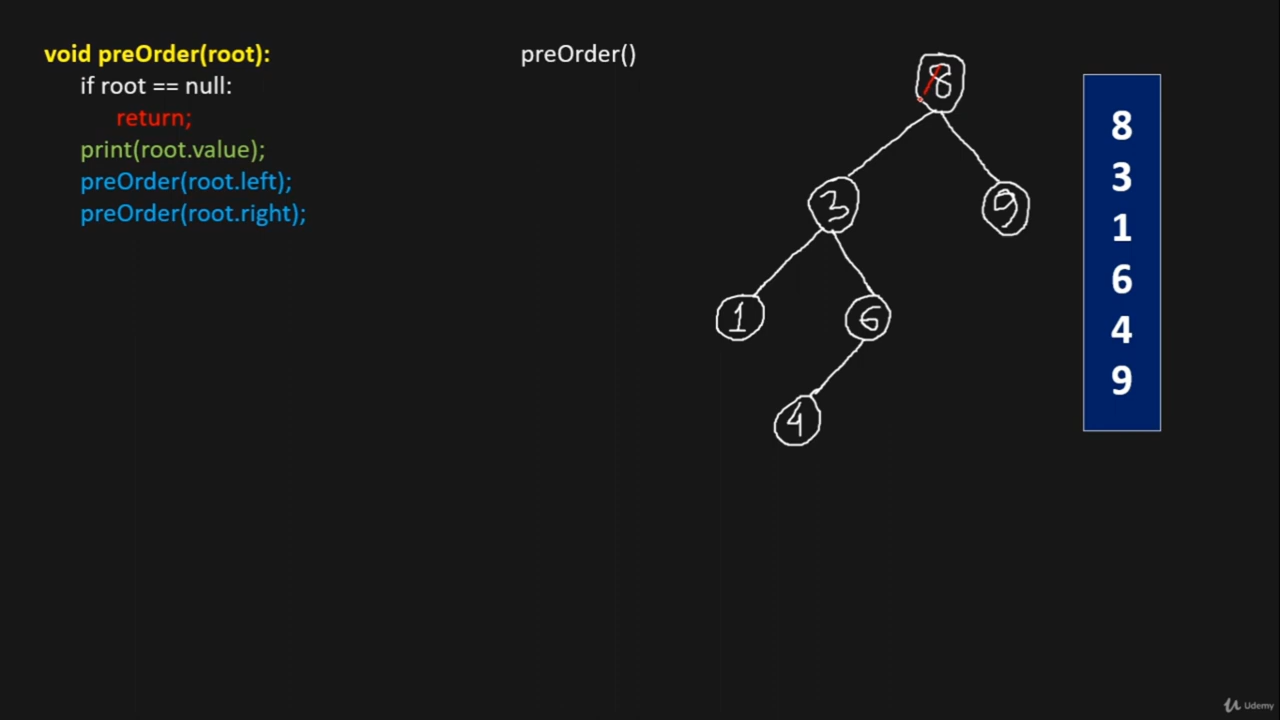 void preOrder(root):
if root == null:
return;
print(root.value);
preOrder(root.left);
preOrder(root.right);
preOrder()
8
3
9
1
6
4
8
3
1
6
4
9
Udemy